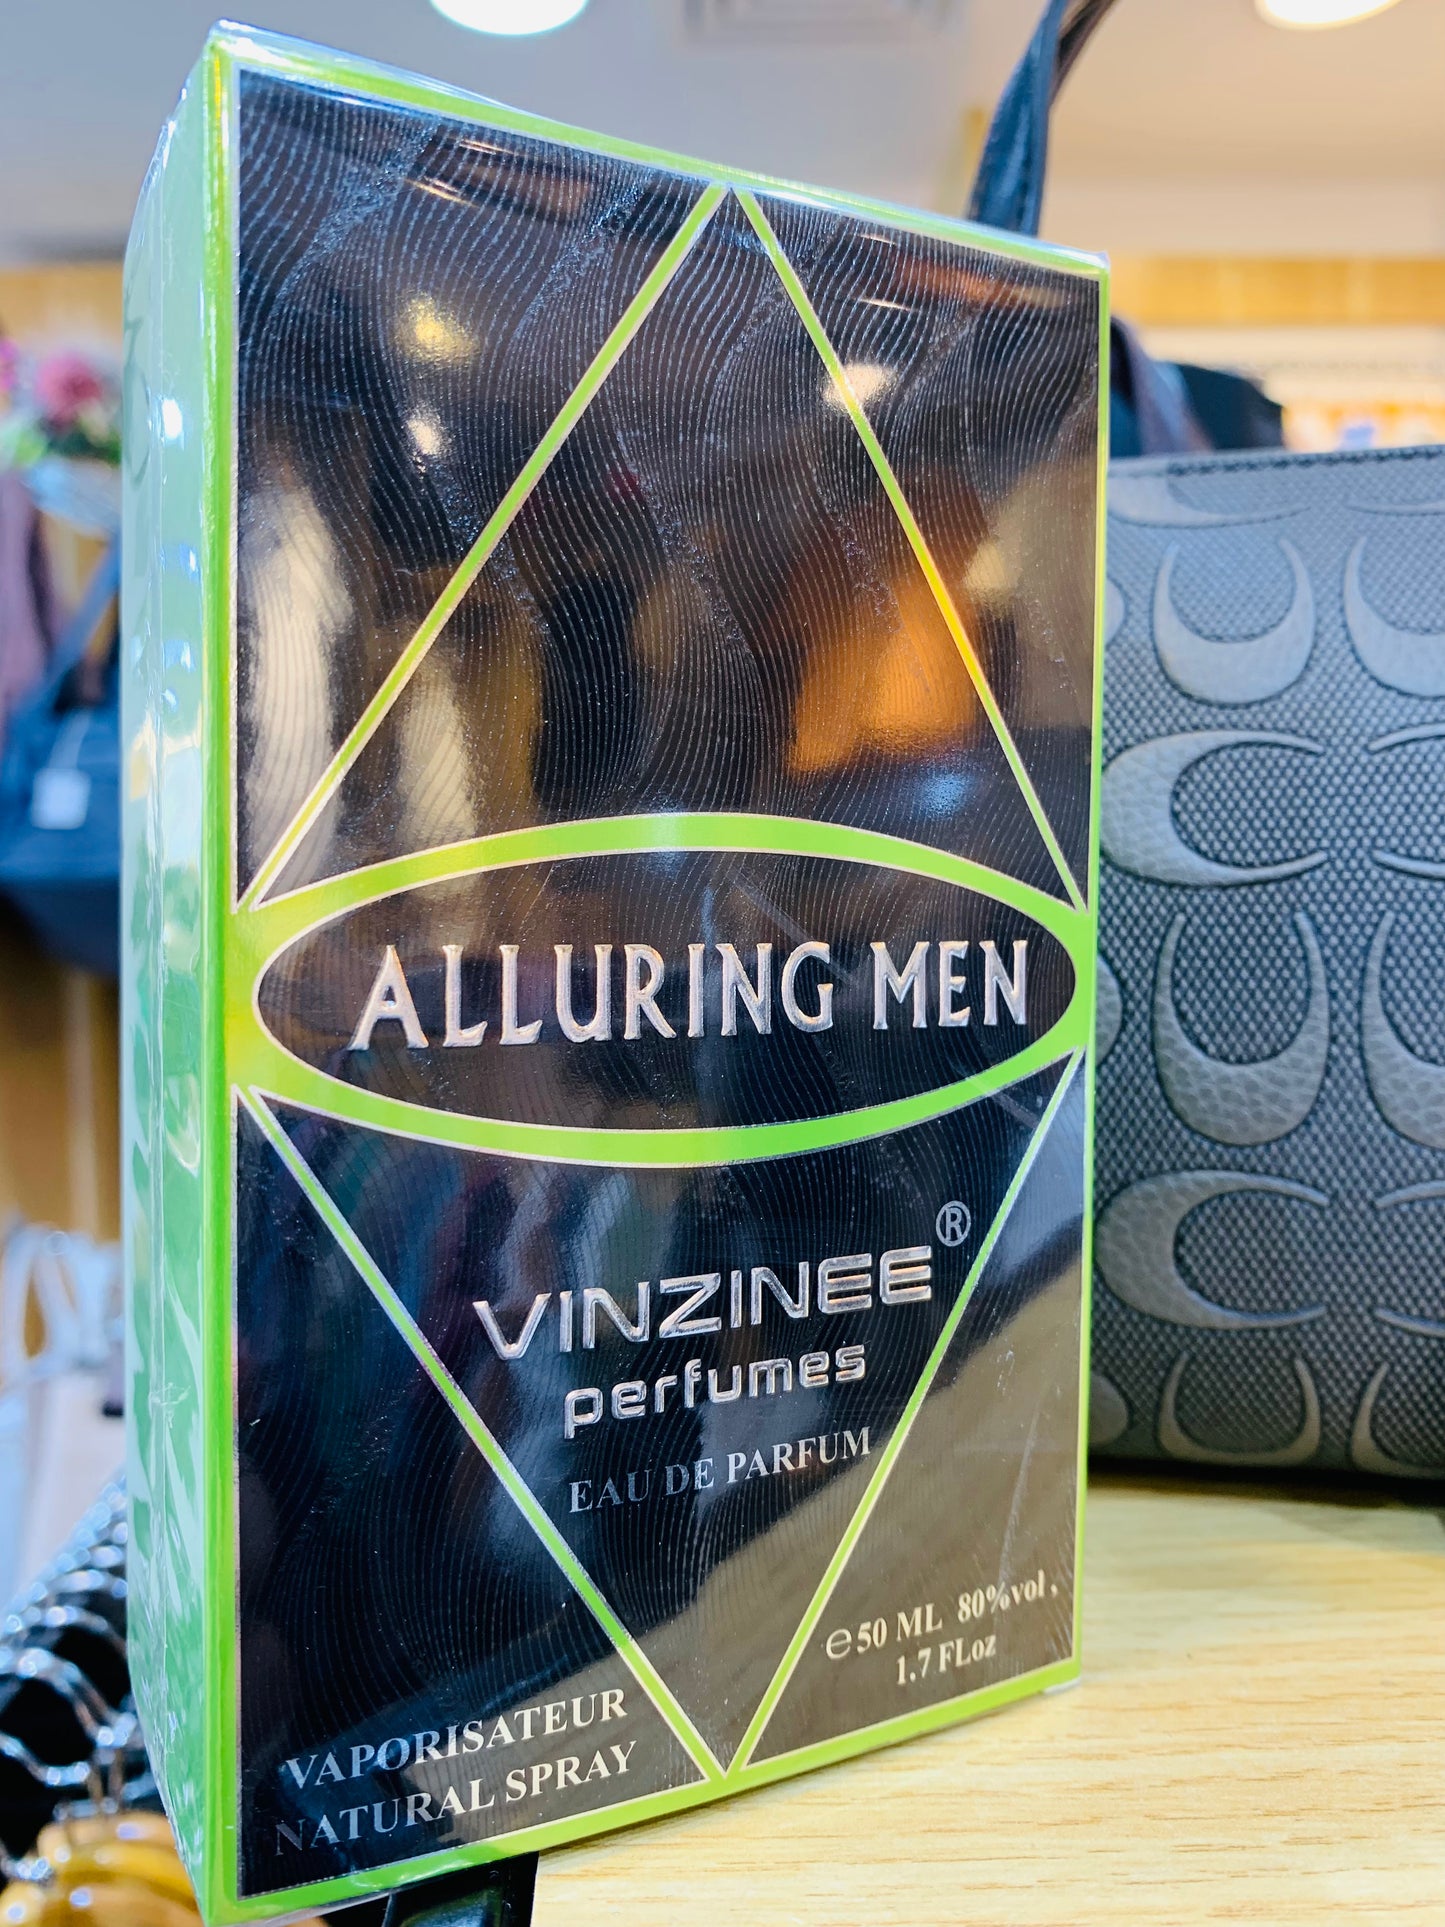 ALLURING MEN
VINZINEE®
perfumes
EAU DE PARFUM
℮50 ML 80%vol,
1.7 FLoz
VAPORISATEUR
NATURAL SPRAY